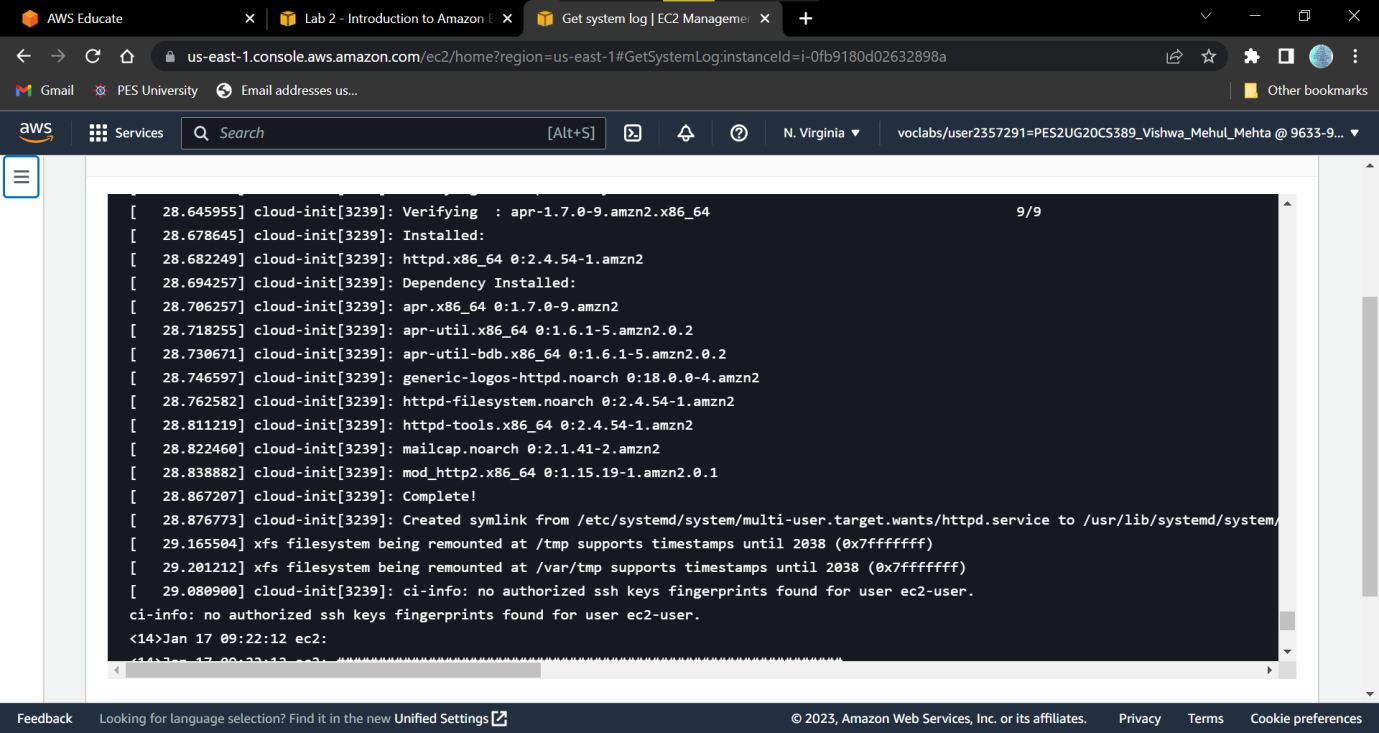 AWS Educate
Lab 2 - Introduction to Amazon E
Get system log | EC2 Managemen
us-east-1.console.aws.amazon.com/ec2/home?region=us-east-1#GetSystemLog:instanceId=i-0fb9180d02632898a
Gmail PES University Email addresses us... Other bookmarks
aws Services Search [Alt+S] N. Virginia ▼ voclabs/user2357291=PES2UG20CS389_Vishwa_Mehul_Mehta @ 9633-9... ▼
[   28.645955] cloud-init[3239]: Verifying  : apr-1.7.0-9.amzn2.x86_64 9/9
[   28.678645] cloud-init[3239]: Installed:
[   28.682249] cloud-init[3239]: httpd.x86_64 0:2.4.54-1.amzn2
[   28.694257] cloud-init[3239]: Dependency Installed:
[   28.706257] cloud-init[3239]: apr.x86_64 0:1.7.0-9.amzn2
[   28.718255] cloud-init[3239]: apr-util.x86_64 0:1.6.1-5.amzn2.0.2
[   28.730671] cloud-init[3239]: apr-util-bdb.x86_64 0:1.6.1-5.amzn2.0.2
[   28.746597] cloud-init[3239]: generic-logos-httpd.noarch 0:18.0.0-4.amzn2
[   28.762582] cloud-init[3239]: httpd-filesystem.noarch 0:2.4.54-1.amzn2
[   28.811219] cloud-init[3239]: httpd-tools.x86_64 0:2.4.54-1.amzn2
[   28.822460] cloud-init[3239]: mailcap.noarch 0:2.1.41-2.amzn2
[   28.838882] cloud-init[3239]: mod_http2.x86_64 0:1.15.19-1.amzn2.0.1
[   28.867207] cloud-init[3239]: Complete!
[   28.876773] cloud-init[3239]: Created symlink from /etc/systemd/system/multi-user.target.wants/httpd.service to /usr/lib/systemd/system/
[   29.165504] xfs filesystem being remounted at /tmp supports timestamps until 2038 (0x7fffffff)
[   29.201212] xfs filesystem being remounted at /var/tmp supports timestamps until 2038 (0x7fffffff)
[   29.080900] cloud-init[3239]: ci-info: no authorized ssh keys fingerprints found for user ec2-user.
ci-info: no authorized ssh keys fingerprints found for user ec2-user.
<14>Jan 17 09:22:12 ec2:
Feedback Looking for language selection? Find it in the new Unified Settings © 2023, Amazon Web Services, Inc. or its affiliates. Privacy Terms Cookie preferences